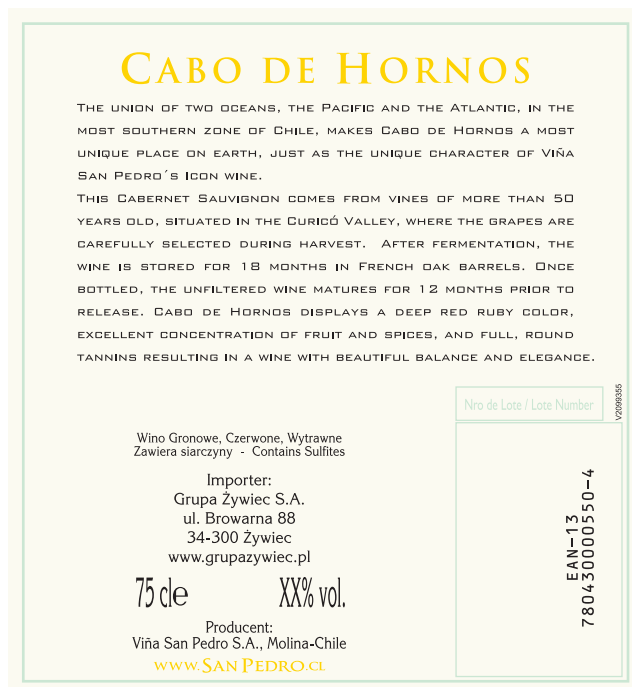 CABO DE HORNOS
THE UNION OF TWO OCEANS, THE PACIFIC AND THE ATLANTIC, IN THE
MOST SOUTHERN ZONE OF CHILE, MAKES CABO DE HORNOS A MOST
UNIQUE PLACE ON EARTH, JUST AS THE UNIQUE CHARACTER OF VIÑA
SAN PEDRO´S ICON WINE.
THIS CABERNET SAUVIGNON COMES FROM VINES OF MORE THAN 50
YEARS OLD, SITUATED IN THE CURICÓ VALLEY, WHERE THE GRAPES ARE
CAREFULLY SELECTED DURING HARVEST. AFTER FERMENTATION, THE
WINE IS STORED FOR 18 MONTHS IN FRENCH OAK BARRELS. ONCE
BOTTLED, THE UNFILTERED WINE MATURES FOR 12 MONTHS PRIOR TO
RELEASE. CABO DE HORNOS DISPLAYS A DEEP RED RUBY COLOR,
EXCELLENT CONCENTRATION OF FRUIT AND SPICES, AND FULL, ROUND
TANNINS RESULTING IN A WINE WITH BEAUTIFUL BALANCE AND ELEGANCE.
Nro de Lote / Lote Number
V2099355
Wino Gronowe, Czerwone, Wytrawne
Zawiera siarczyny - Contains Sulfites
Importer:
Grupa Żywiec S.A.
ul. Browarna 88
34-300 Żywiec
www.grupazywiec.pl
75 cle XX% vol.
Producent:
Viña San Pedro S.A., Molina-Chile
WWW.SAN PEDRO.CL
EAN-13
780430000550-4